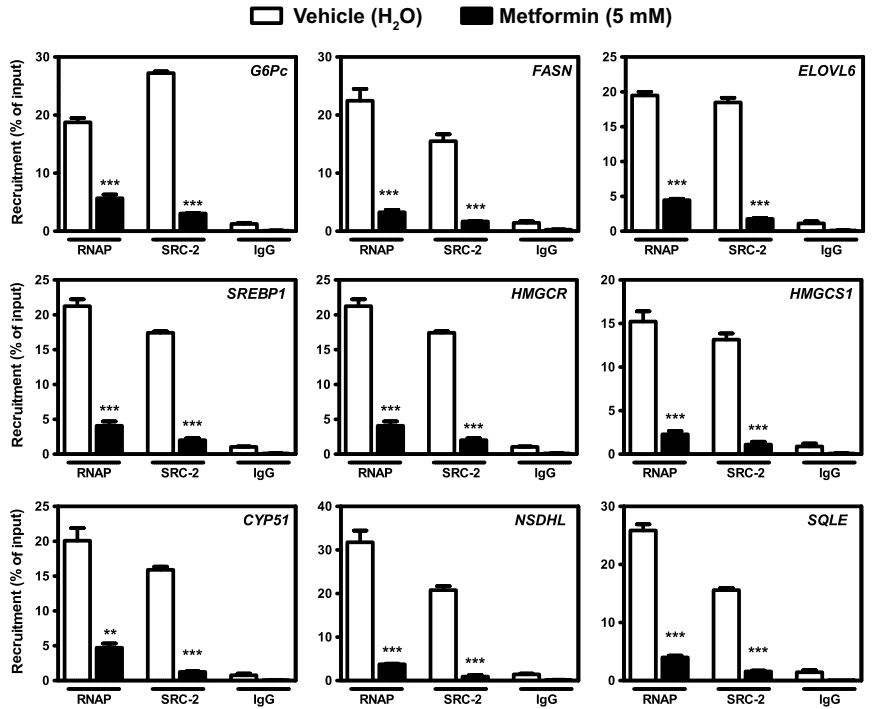 Vehicle (H₂O) Metformin (5 mM)
Recruitment (% of input)
30
20
10
0
G6Pc
***
***
RNAP SRC-2 IgG
30
20
10
0
FASN
***
***
RNAP SRC-2 IgG
25
20
15
10
5
0
ELOVL6
***
***
RNAP SRC-2 IgG
Recruitment (% of input)
25
20
15
10
5
0
SREBP1
***
***
RNAP SRC-2 IgG
25
20
15
10
5
0
HMGCR
***
***
RNAP SRC-2 IgG
20
15
10
5
0
HMGCS1
***
***
RNAP SRC-2 IgG
Recruitment (% of input)
25
20
15
10
5
0
CYP51
**
***
RNAP SRC-2 IgG
40
30
20
10
0
NSDHL
***
***
RNAP SRC-2 IgG
30
20
10
0
SQLE
***
***
RNAP SRC-2 IgG